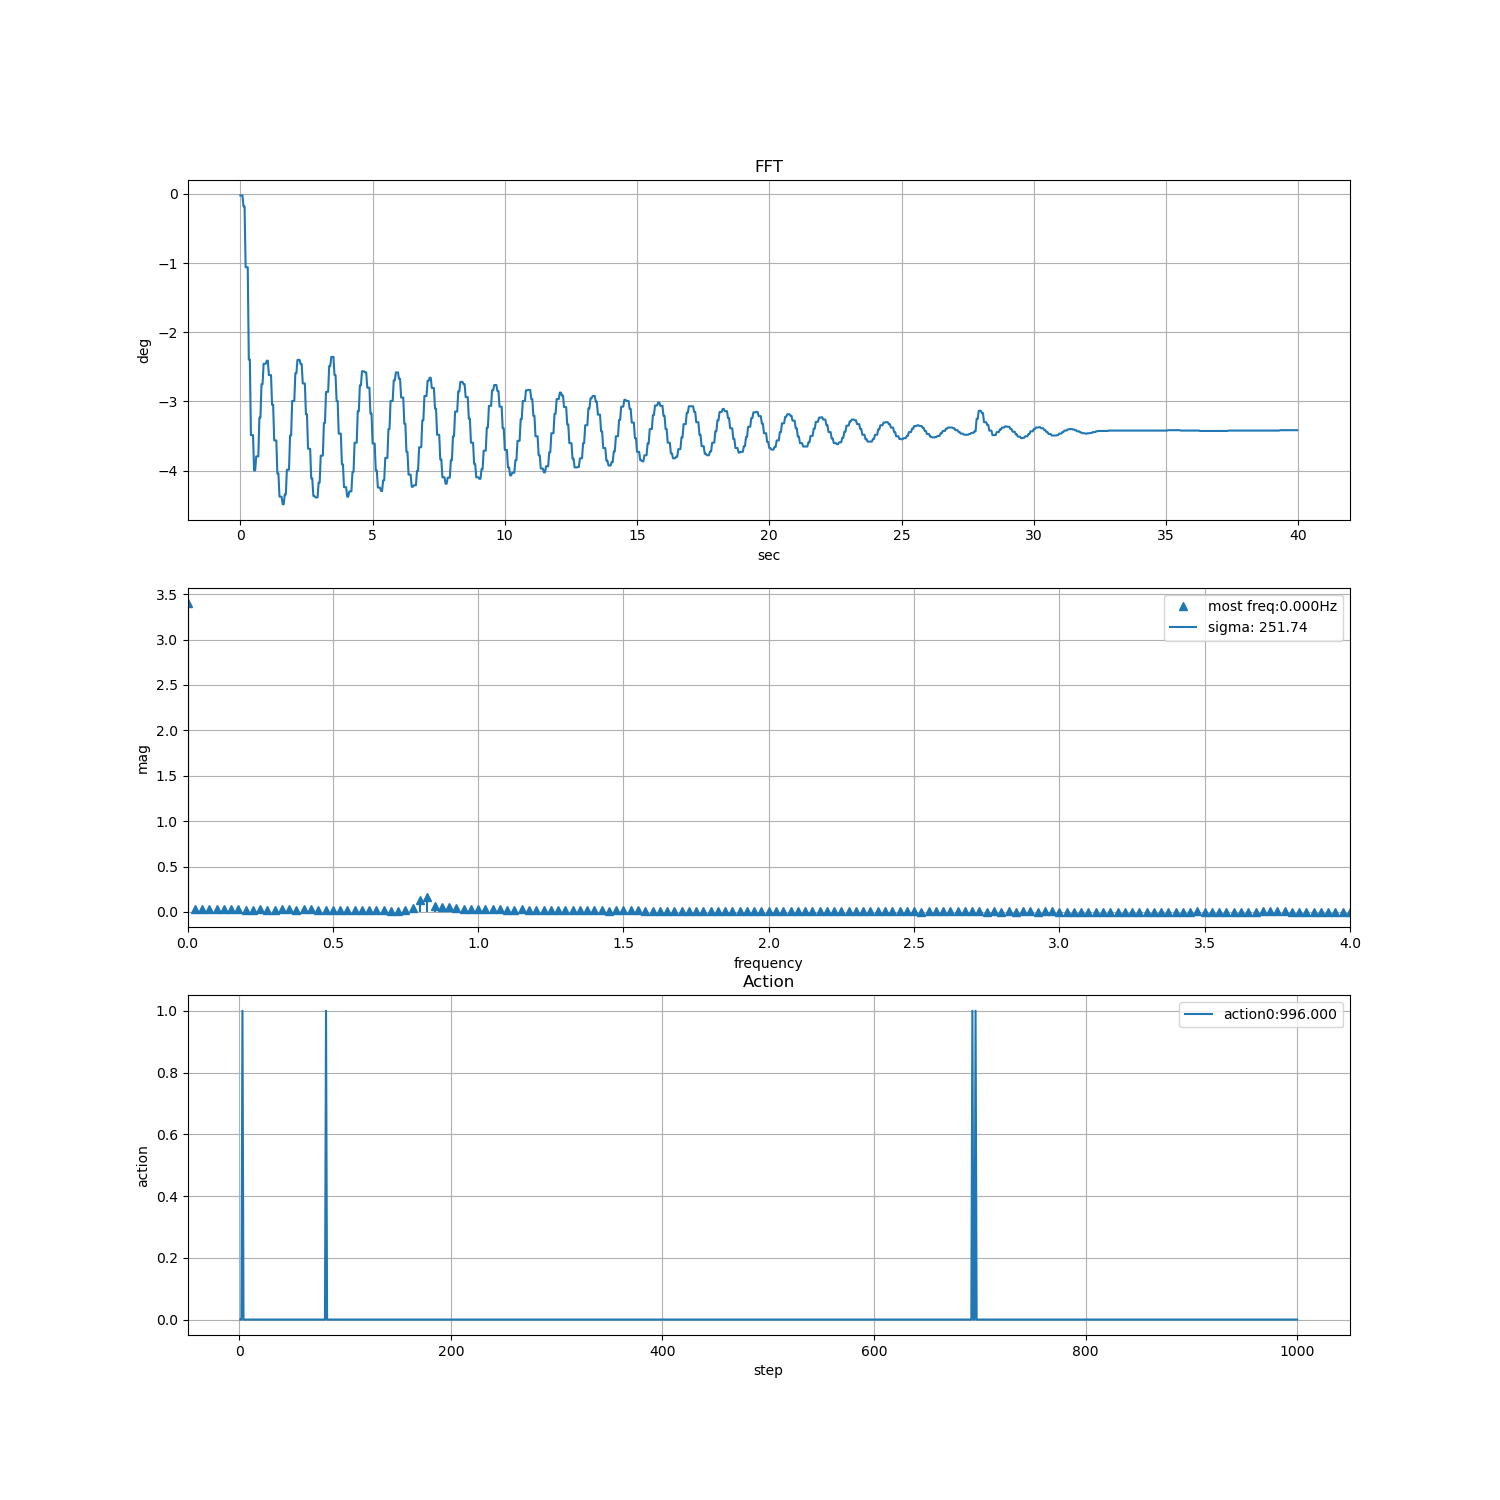 FFT
0
−1
−2
−3
−4
deg
0 5 10 15 20 25 30 35 40
sec
3.5
3.0
2.5
2.0
1.5
1.0
0.5
0.0
mag
most freq:0.000Hz
sigma: 251.74
0.0 0.5 1.0 1.5 2.0 2.5 3.0 3.5 4.0
frequency
Action
1.0
0.8
0.6
0.4
0.2
0.0
action
action0:996.000
0 200 400 600 800 1000
step